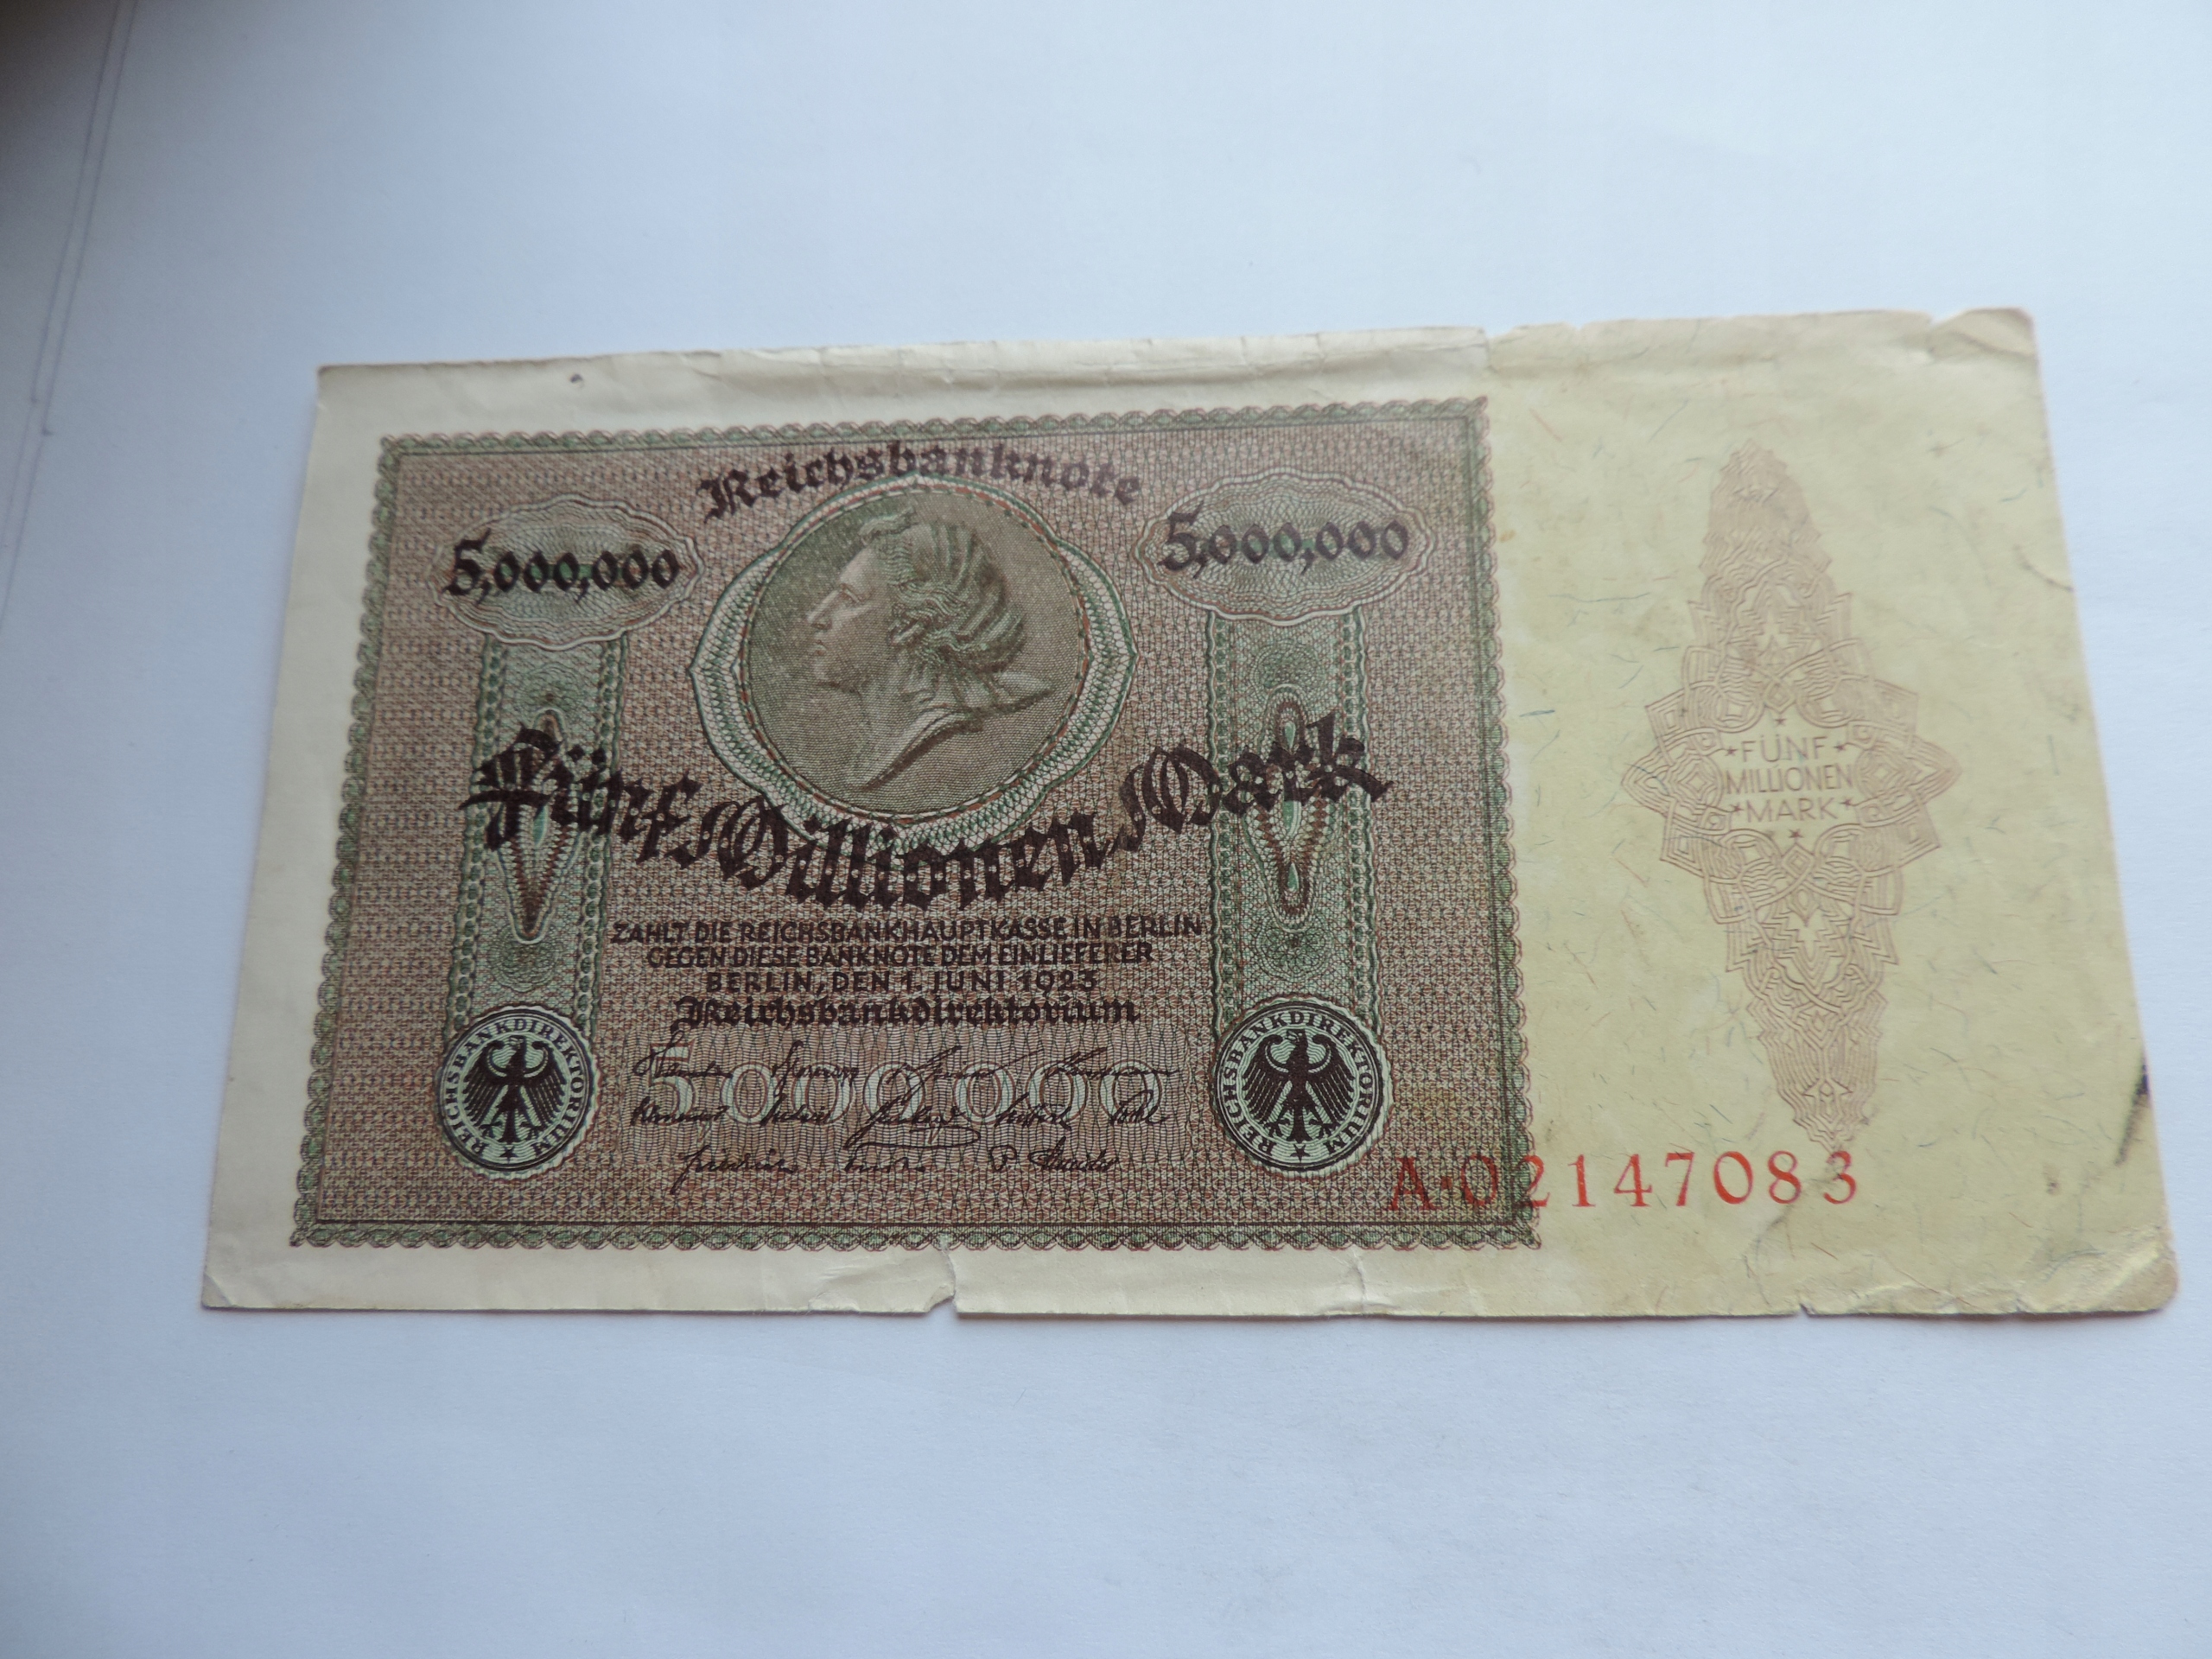 Reichsbanknote
5,000,000
5,000,000
Fünf Millionen Mark
ZAHLT DIE REICHSBANKHAUPTKASSE IN BERLIN
GEGEN DIESE BANKNOTE DEM EINLIEFERER
BERLIN, DEN 1. JUNI 1923
Reichsbankdirektorium
5000000
REICHSBANKDIREKTORIUM
REICHSBANKDIREKTORIUM
FÜNF
MILLIONEN
MARK
A·02147083